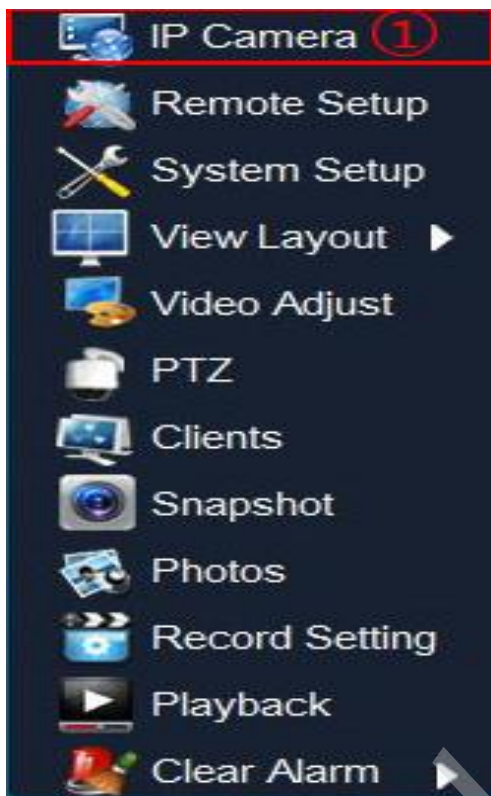 IP Camera ①
Remote Setup
System Setup
View Layout
Video Adjust
PTZ
Clients
Snapshot
Photos
Record Setting
Playback
Clear Alarm